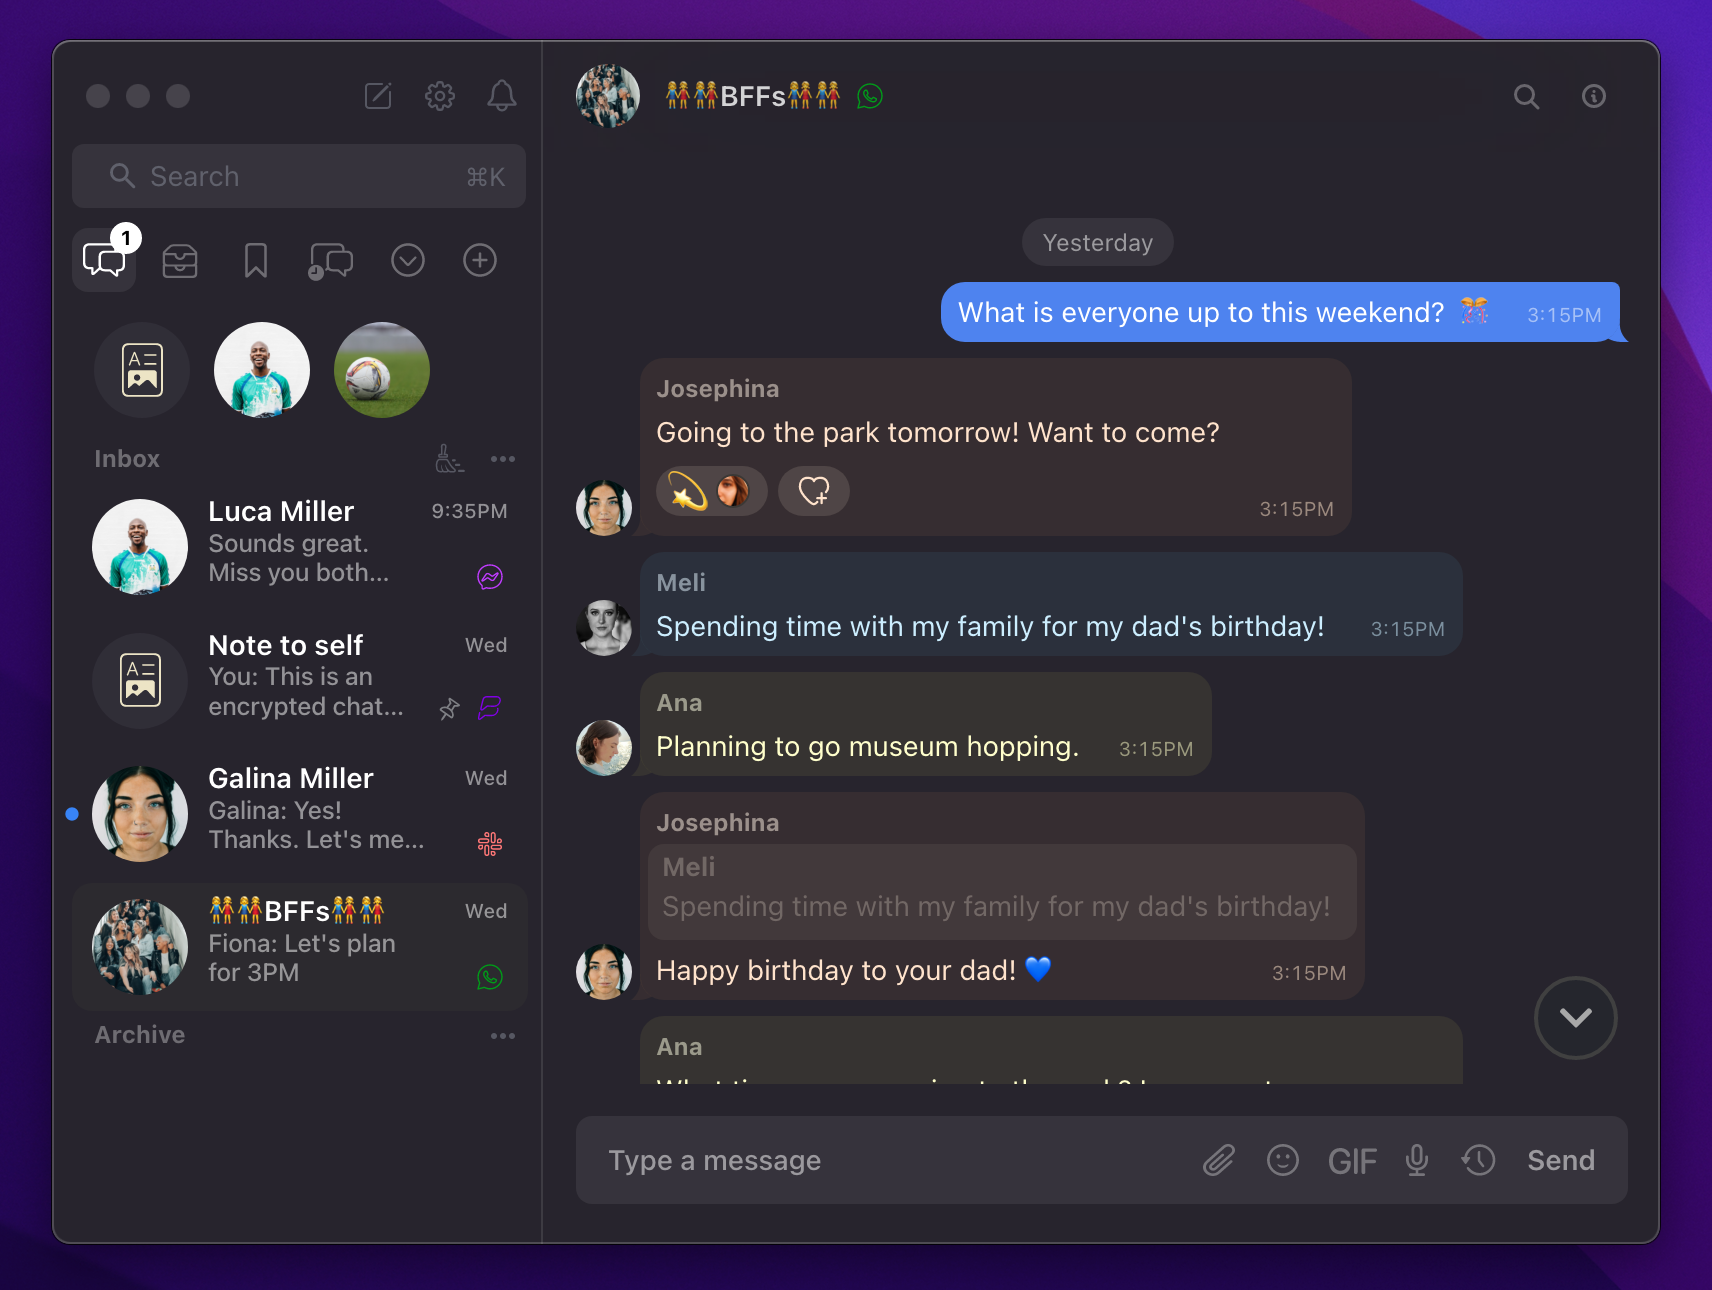 Search
⌘K
1
Inbox
Luca Miller
9:35PM
Sounds great.
Miss you both...
Note to self
Wed
You: This is an
encrypted chat...
Galina Miller
Wed
Galina: Yes!
Thanks. Let's me...
👭👭BFFs👭👭
Wed
Fiona: Let's plan
for 3PM
Archive
👭👭BFFs👭👭
Yesterday
What is everyone up to this weekend? 🎊 3:15PM
Josephina
Going to the park tomorrow! Want to come?
3:15PM
Meli
Spending time with my family for my dad's birthday! 3:15PM
Ana
Planning to go museum hopping. 3:15PM
Josephina
Meli
Spending time with my family for my dad's birthday!
Happy birthday to your dad! 💙 3:15PM
Ana
Type a message
GIF
Send